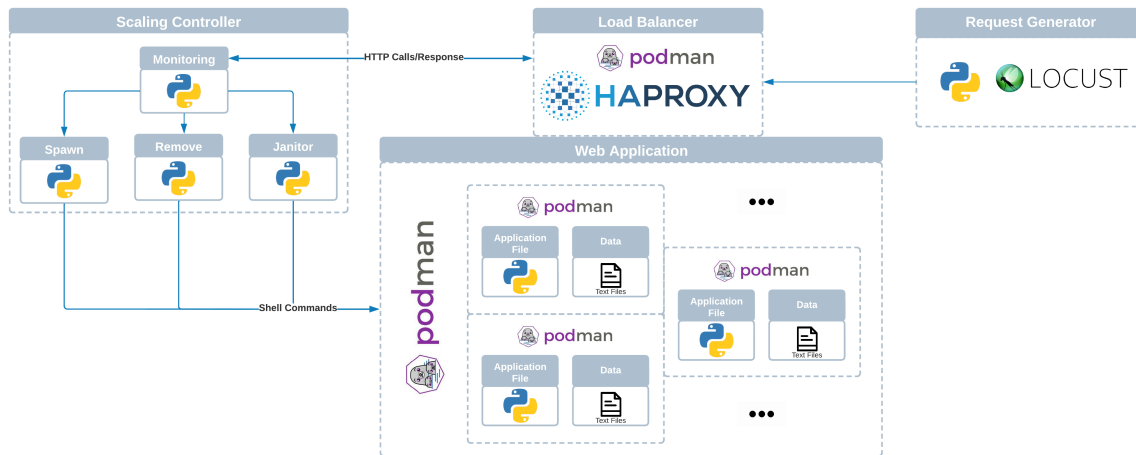 Scaling Controller
Load Balancer
Request Generator
Monitoring
HTTP Calls/Response
podman
HAPROXY
LOCUST
Spawn
Remove
Janitor
Web Application
podman
podman
•••
Application
File
Data
Text Files
podman
Application
File
Data
Text Files
Shell Commands
podman
Application
File
Data
Text Files
•••